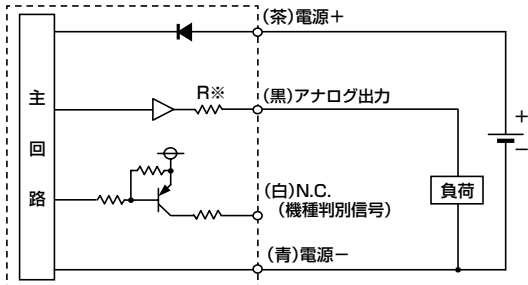 (茶)電源+
主回路
R※
(黒)アナログ出力
+
−
(白)N.C.
(機種判別信号)
負荷
(青)電源−